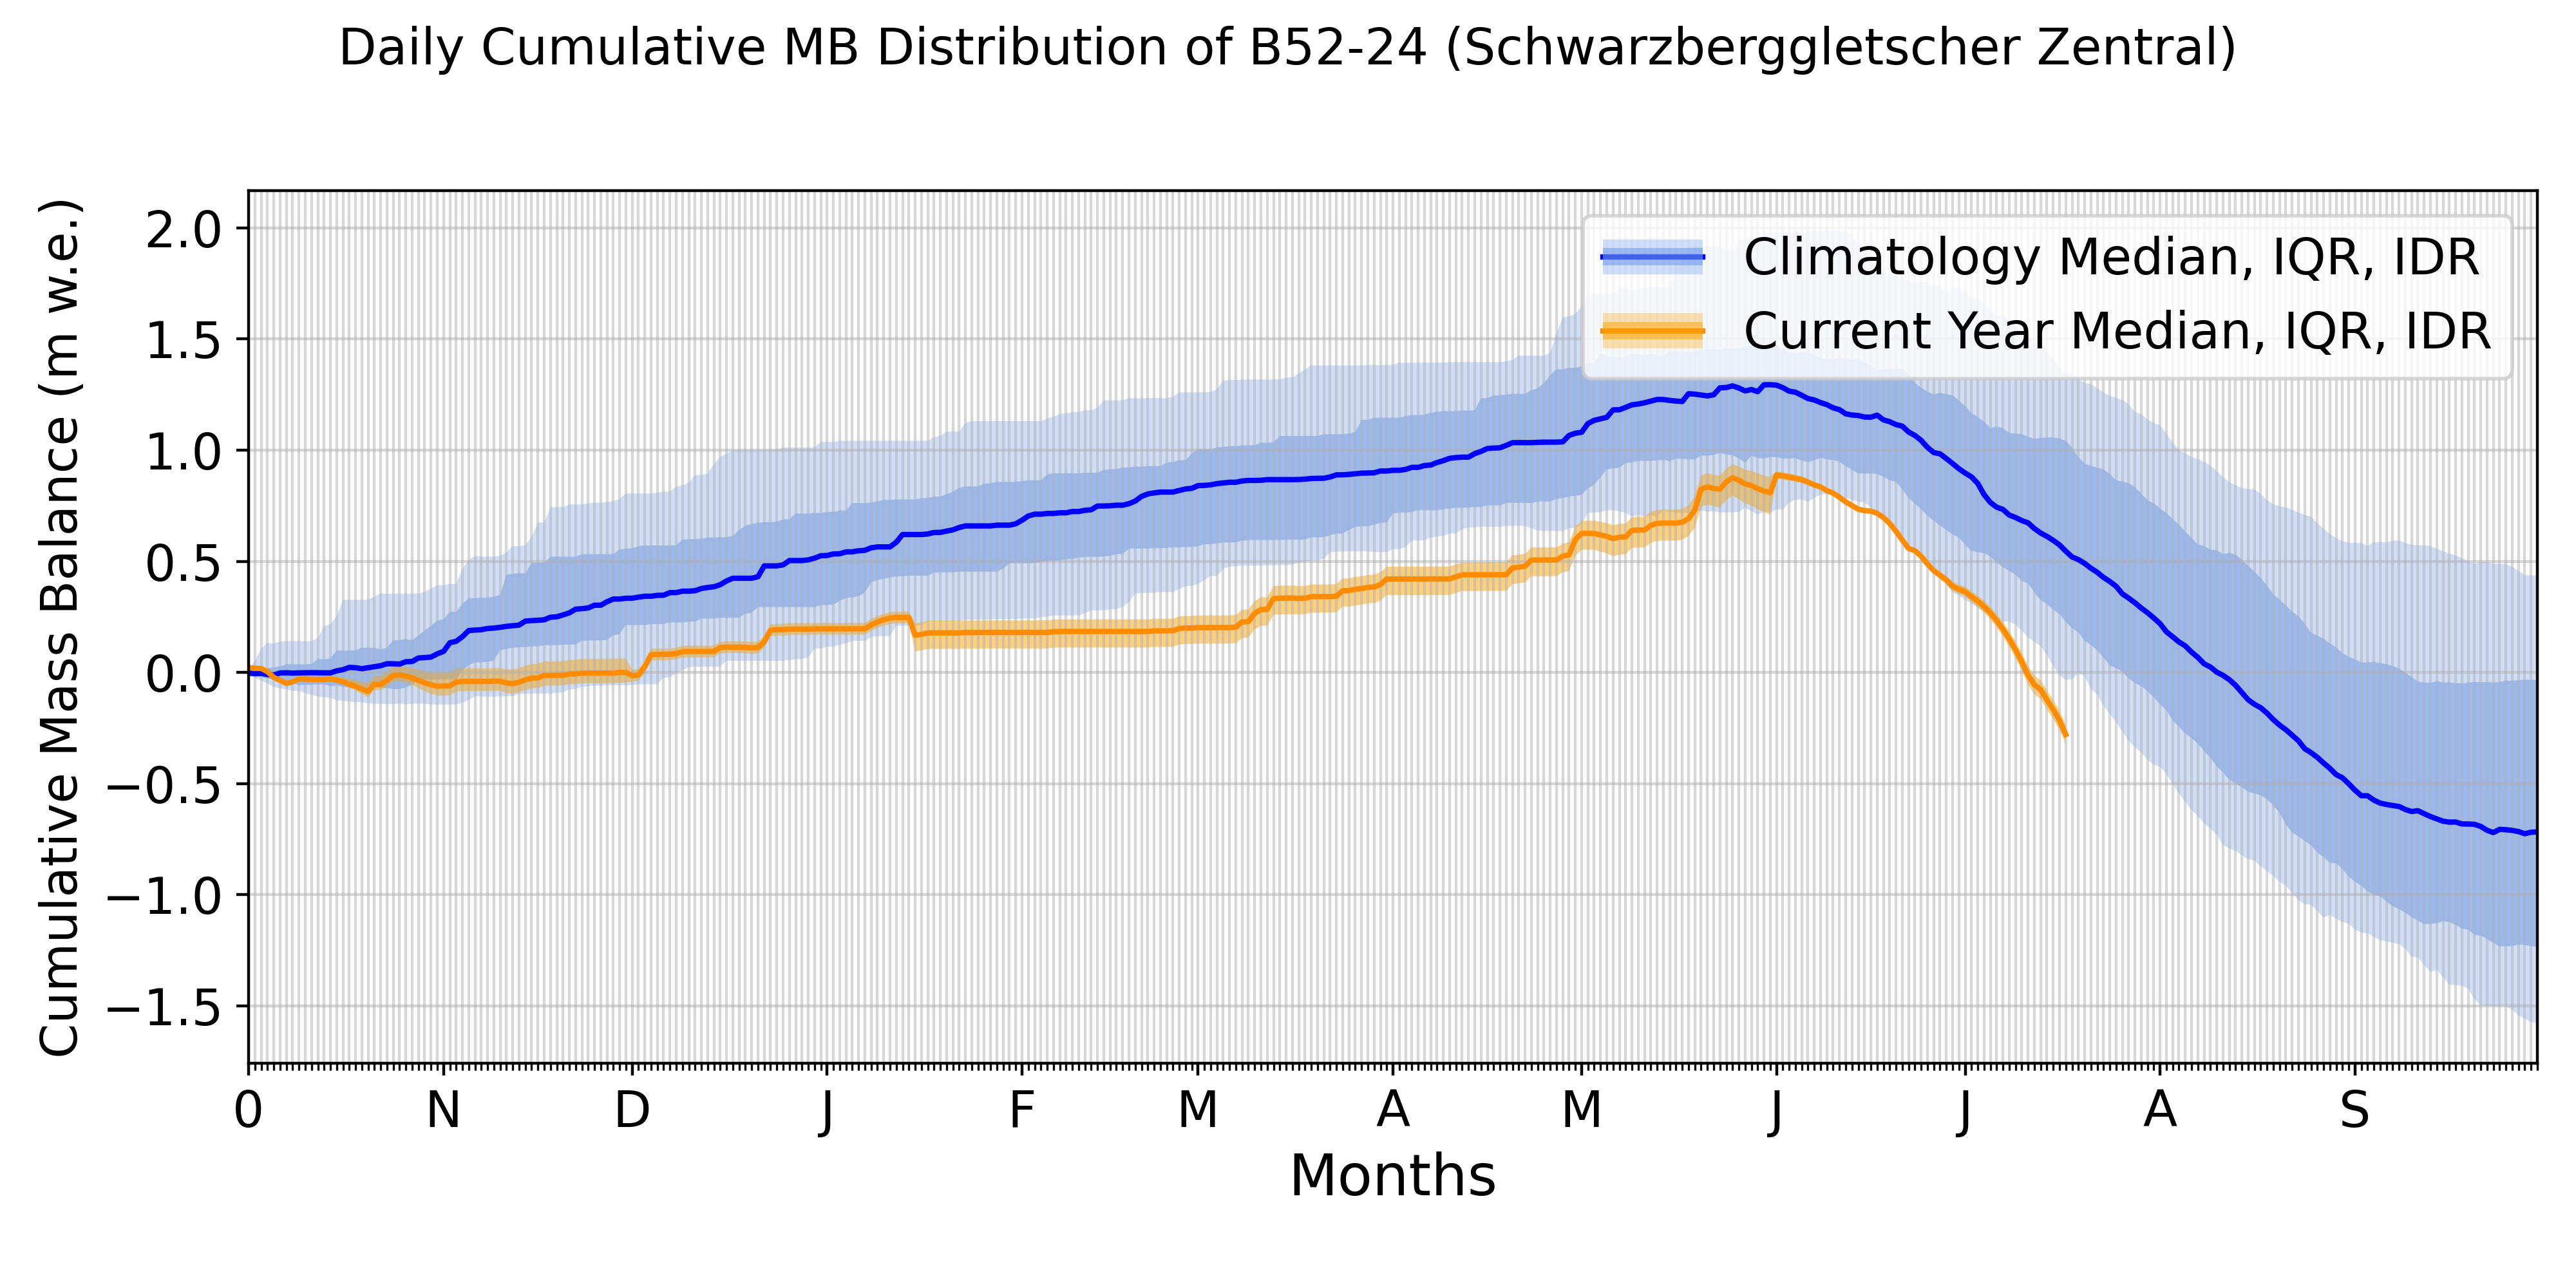 Daily Cumulative MB Distribution of B52-24 (Schwarzberggletscher Zentral)
Cumulative Mass Balance (m w.e.)
2.0
1.5
1.0
0.5
0.0
−0.5
−1.0
−1.5
Climatology Median, IQR, IDR
Current Year Median, IQR, IDR
0 N D J F M A M J J A S
Months